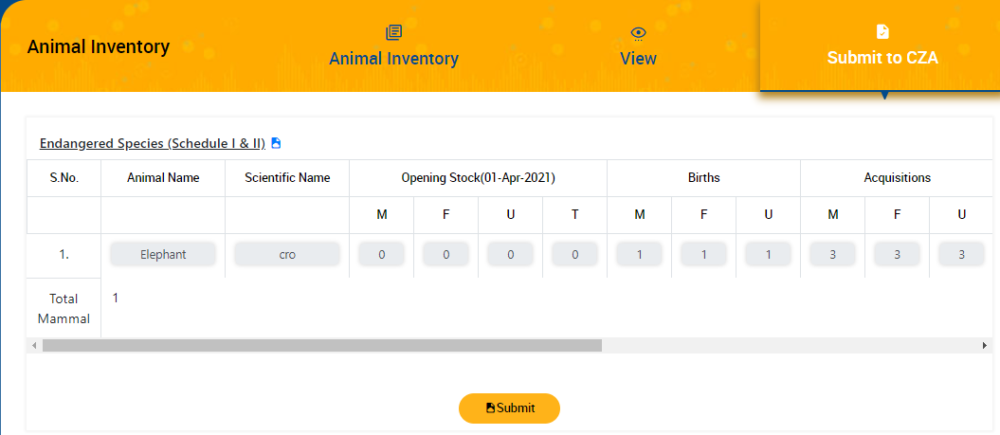 Animal Inventory
Animal Inventory
View
Submit to CZA
Endangered Species (Schedule I & II)
S.No. Animal Name Scientific Name Opening Stock(01-Apr-2021) Births Acquisitions
M F U T M F U M F U
1. Elephant cro 0 0 0 0 1 1 1 3 3 3
Total 1
Mammal
Submit